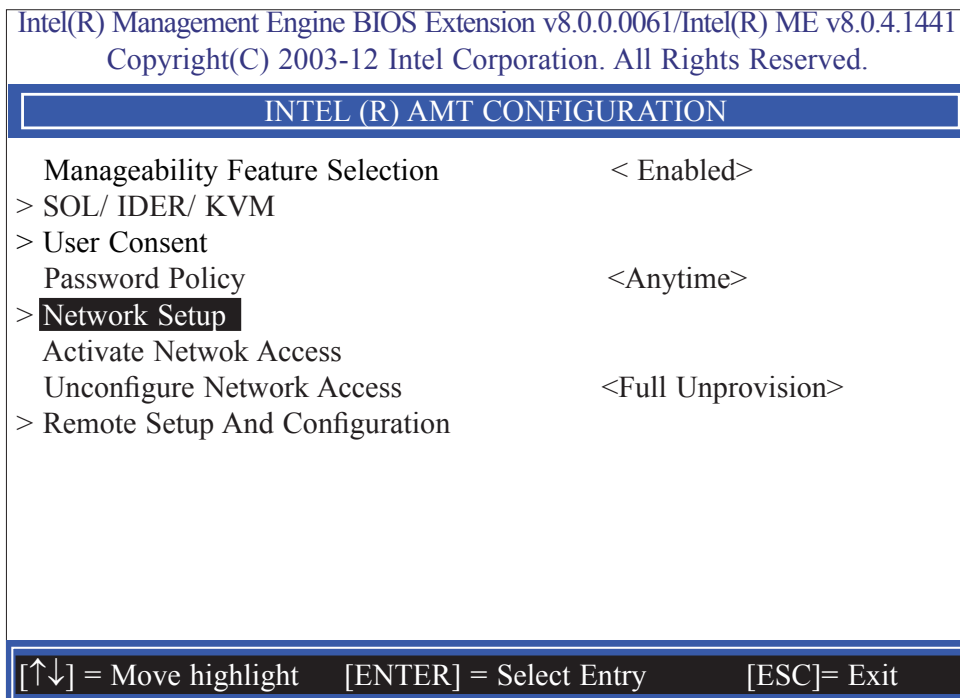 Intel(R) Management Engine BIOS Extension v8.0.0.0061/Intel(R) ME v8.0.4.1441
Copyright(C) 2003-12 Intel Corporation. All Rights Reserved.
INTEL (R) AMT CONFIGURATION
Manageability Feature Selection < Enabled>
> SOL/ IDER/ KVM
> User Consent
Password Policy <Anytime>
> Network Setup
Activate Netwok Access
Unconfigure Network Access <Full Unprovision>
> Remote Setup And Configuration
[↑↓] = Move highlight [ENTER] = Select Entry [ESC]= Exit